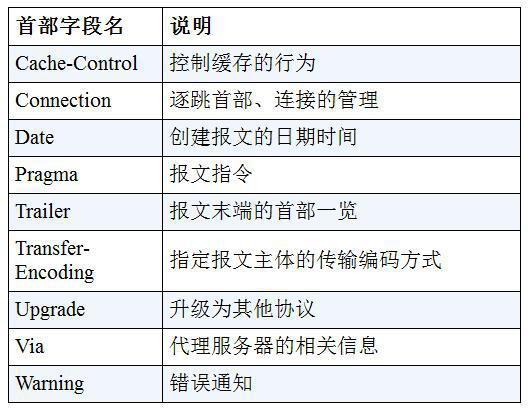 首部字段名 说明
Cache-Control 控制缓存的行为
Connection 逐跳首部、连接的管理
Date 创建报文的日期时间
Pragma 报文指令
Trailer 报文末端的首部一览
Transfer-
Encoding 指定报文主体的传输编码方式
Upgrade 升级为其他协议
Via 代理服务器的相关信息
Warning 错误通知